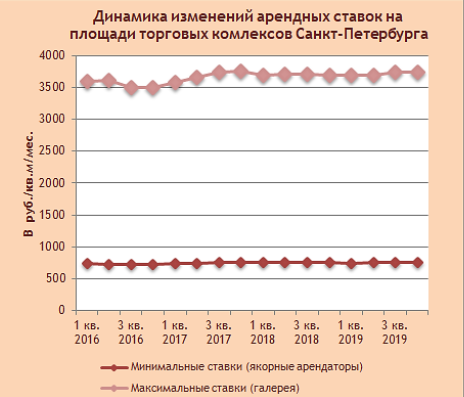 Динамика изменений арендных ставок на
площади торговых комлексов Санкт-Петербурга
В руб./кв.м/мес.
4000
3500
3000
2500
2000
1500
1000
500
0
1 кв. 3 кв. 1 кв. 3 кв. 1 кв. 3 кв. 1 кв. 3 кв.
2016 2016 2017 2017 2018 2018 2019 2019
Минимальные ставки (якорные арендаторы)
Максимальные ставки (галерея)